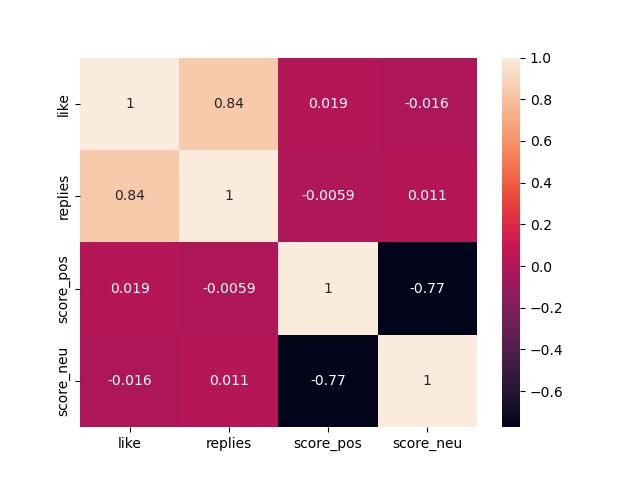 like 1 0.84 0.019 -0.016
replies 0.84 1 -0.0059 0.011
score_pos 0.019 -0.0059 1 -0.77
score_neu -0.016 0.011 -0.77 1
like replies score_pos score_neu
1.0
0.8
0.6
0.4
0.2
0.0
−0.2
−0.4
−0.6